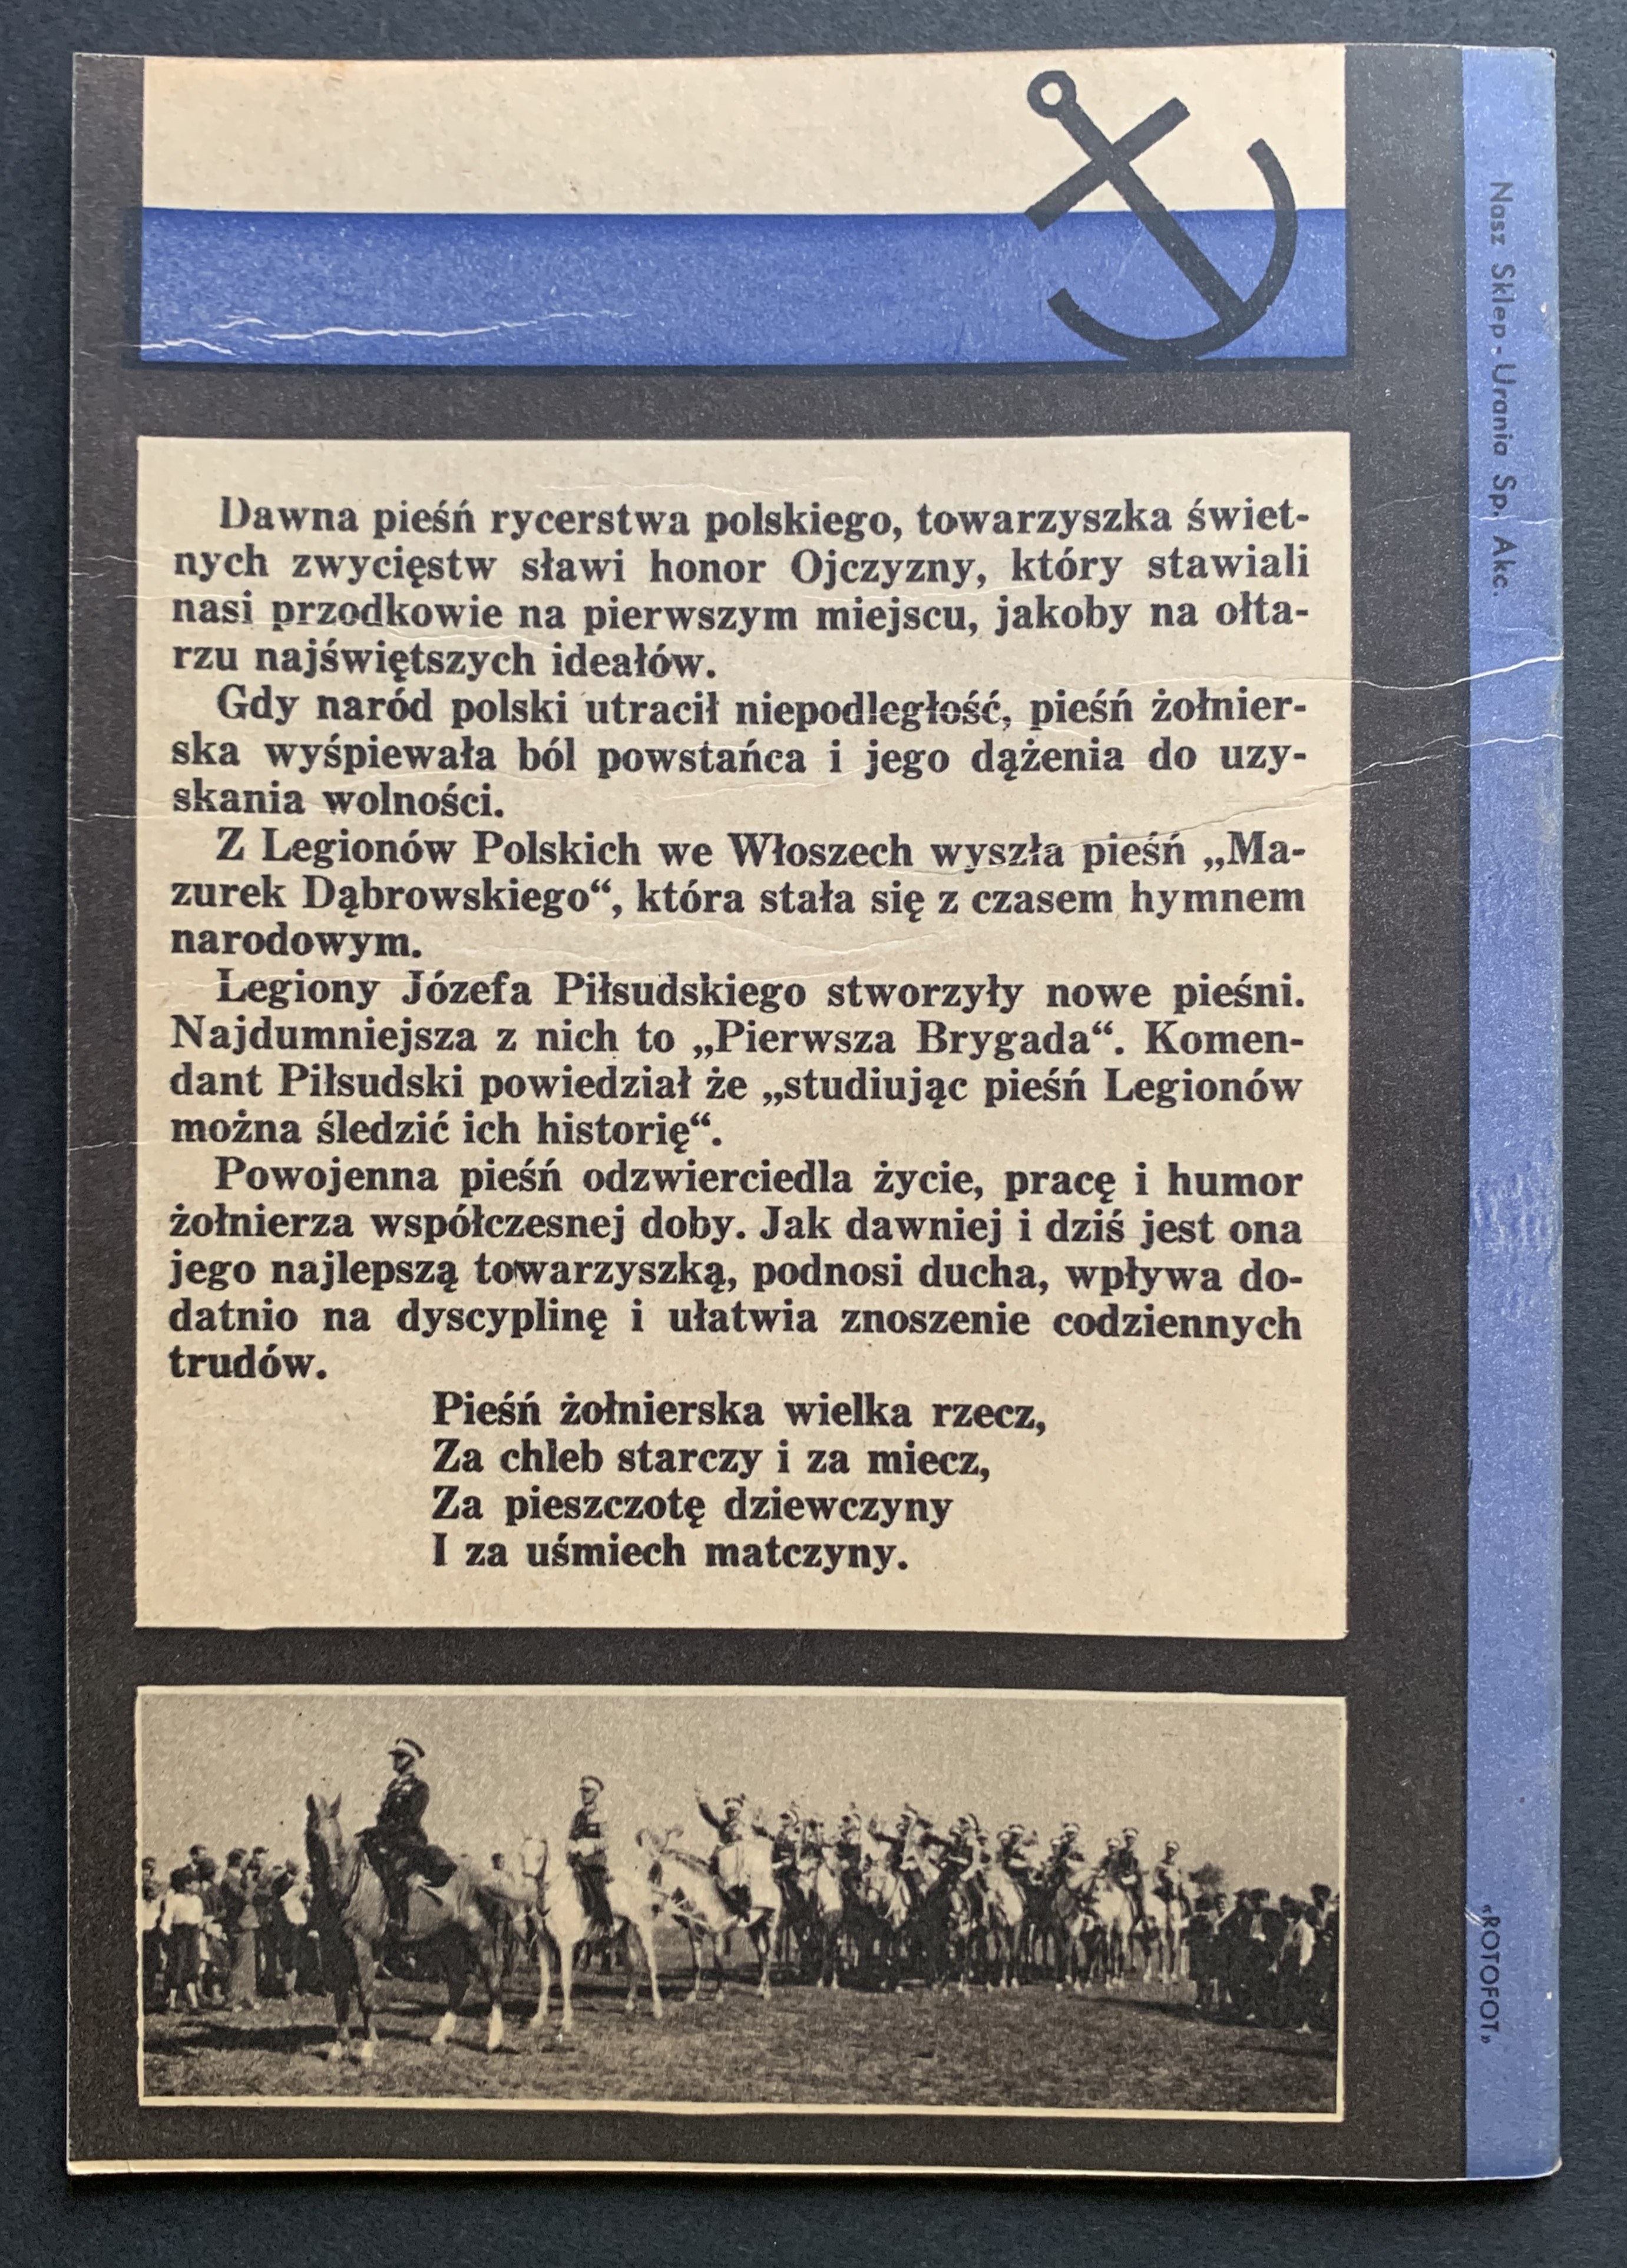 Dawna pieśń rycerstwa polskiego, towarzyszka świet-
nych zwycięstw sławi honor Ojczyzny, który stawiali
nasi przodkowie na pierwszym miejscu, jakoby na ołta-
rzu najświętszych ideałów.
Gdy naród polski utracił niepodległość, pieśń żołnier-
ska wyśpiewała ból powstańca i jego dążenia do uzy-
skania wolności.
Z Legionów Polskich we Włoszech wyszła pieśń „Ma-
zurek Dąbrowskiego“, która stała się z czasem hymnem
narodowym.
Legiony Józefa Piłsudskiego stworzyły nowe pieśni.
Najdumniejsza z nich to „Pierwsza Brygada“. Komen-
dant Piłsudski powiedział że „studiując pieśń Legionów
można śledzić ich historię“.
Powojenna pieśń odzwierciedla życie, pracę i humor
żołnierza współczesnej doby. Jak dawniej i dziś jest ona
jego najlepszą towarzyszką, podnosi ducha, wpływa do-
datnio na dyscyplinę i ułatwia znoszenie codziennych
trudów.
Pieśń żołnierska wielka rzecz,
Za chleb starczy i za miecz,
Za pieszczotę dziewczyny
I za uśmiech matczyny.
Nasz Sklep-Urania Sp. Akc.
«ROTOFOT»